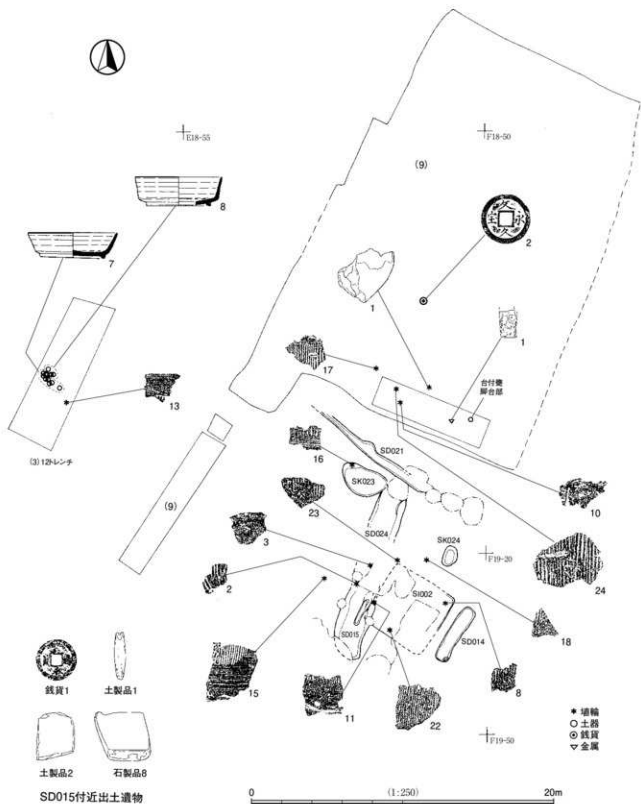 E18-55
F18-50
(9)
8
久
永
久
宝
2
7
1
1
17
台付甕
脚台部
13
(3)12トレンチ
16
SD021
SK023
10
(9)
23
SD024
SK024
F19-20
3
24
2
SI002
18
SD015
SD014
15
11
22
8
銭貨1
土製品1
＊埴輪
○土器
◎銭貨
▽金属
土製品2
石製品8
F19-50
SD015付近出土遺物
0
(1:250)
20m